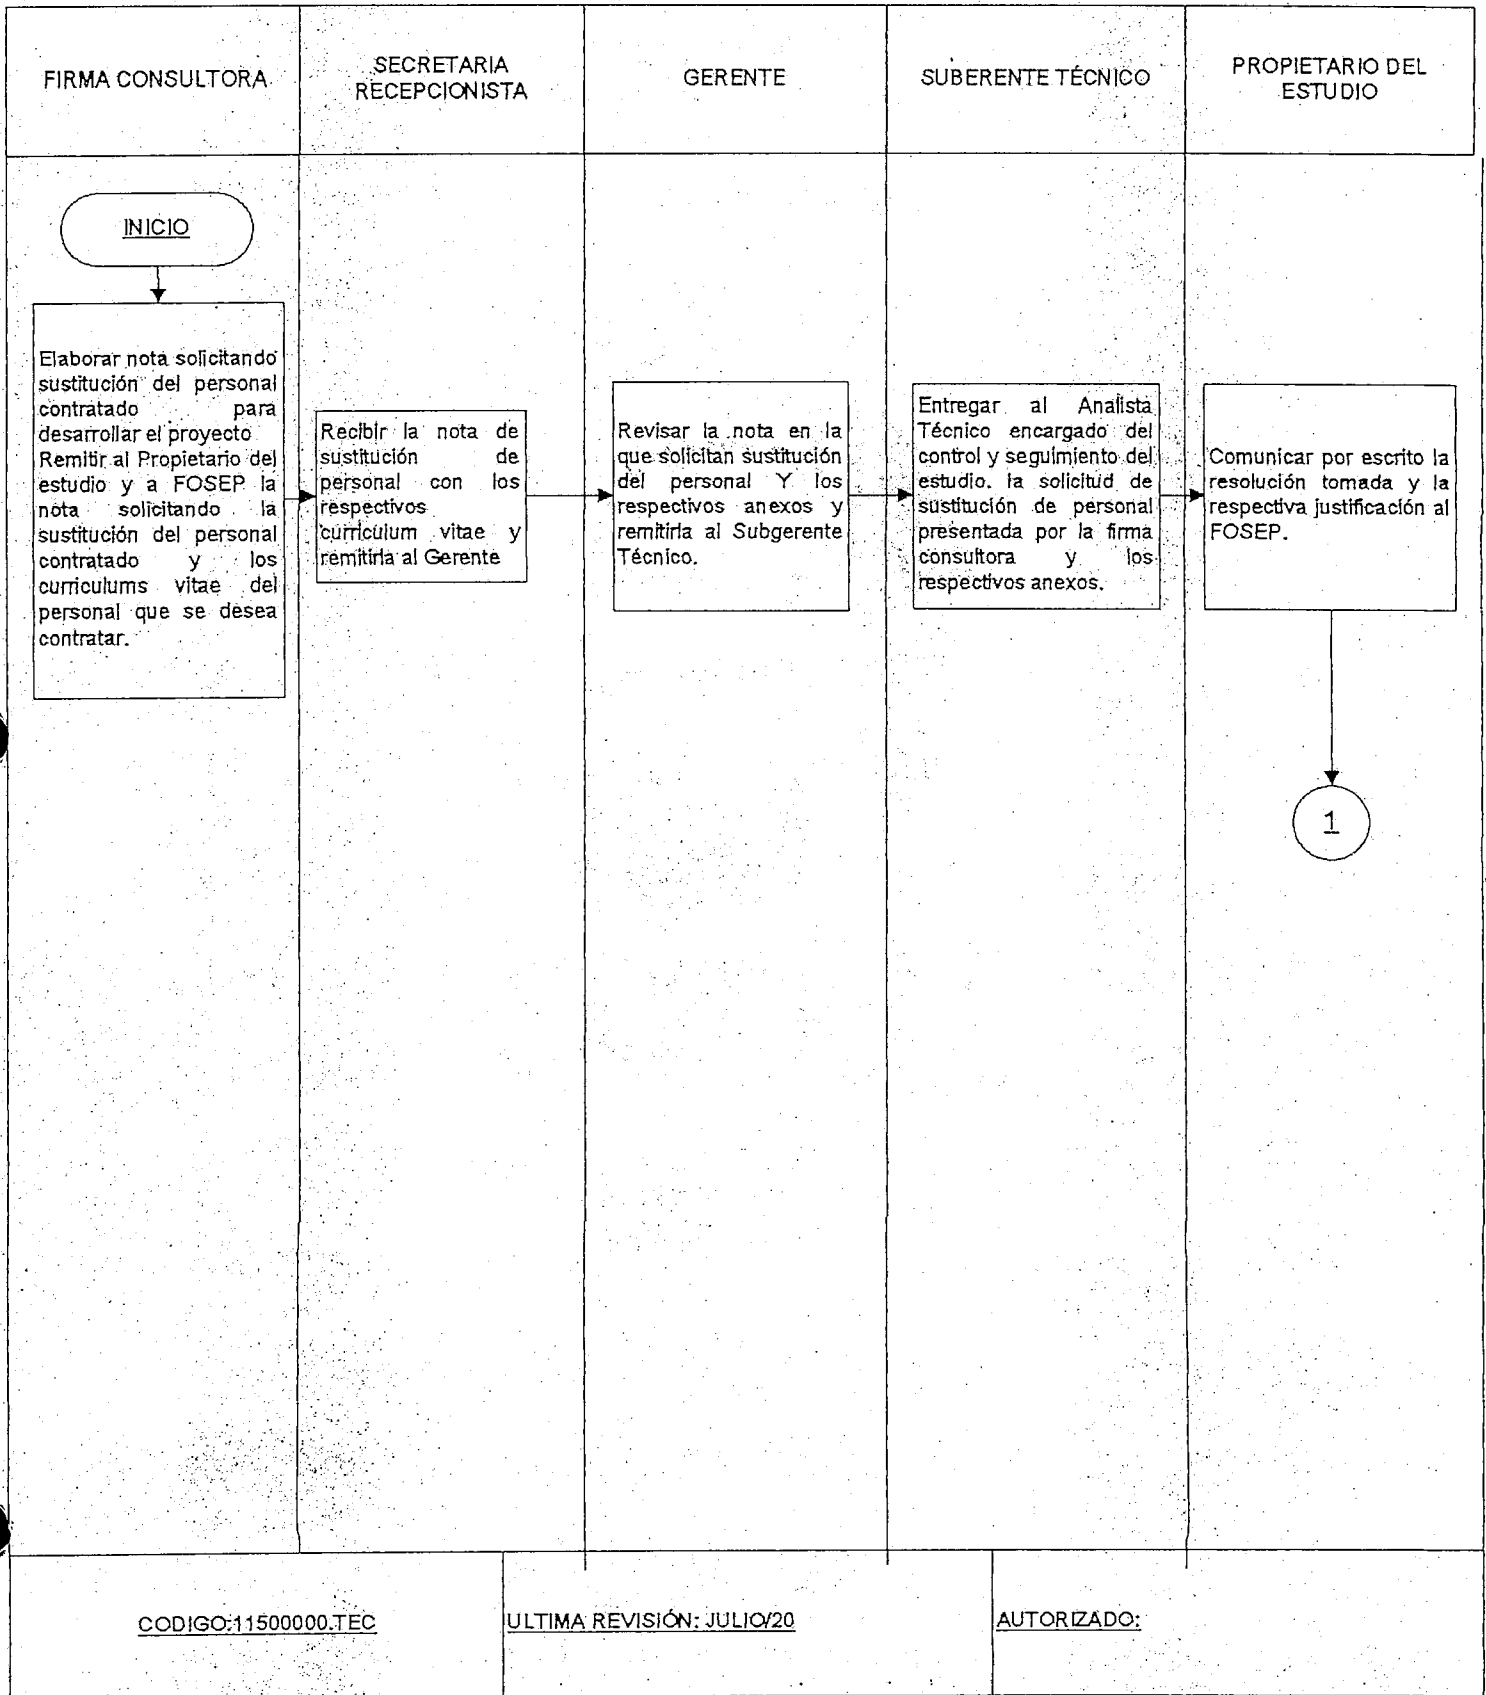 FIRMA CONSULTORA
SECRETARIA
RECEPCIONISTA
GERENTE
SUBERENTE TÉCNICO
PROPIETARIO DEL
ESTUDIO
INICIO
Elaborar nota solicitando
sustitución del personal
contratado para
desarrollar el proyecto
Remitir al Propietario del
estudio y a FOSEP la
nota solicitando la
sustitución del personal
contratado y los
curriculums vitae del
personal que se desea
contratar.
Recibir la nota de
sustitución de
personal con los
respectivos
curriculum vitae y
remitirla al Gerente
Revisar la nota en la
que solicitan sustitución
del personal Y los
respectivos anexos y
remitirla al Subgerente
Técnico.
Entregar al Analista
Técnico encargado del
control y seguimiento del
estudio. la solicitud de
sustitución de personal
presentada por la firma
consultora y los
respectivos anexos.
Comunicar por escrito la
resolución tomada y la
respectiva justificación al
FOSEP.
1
CODIGO:11500000.TEC
ULTIMA REVISIÓN: JULIO/20
AUTORIZADO: